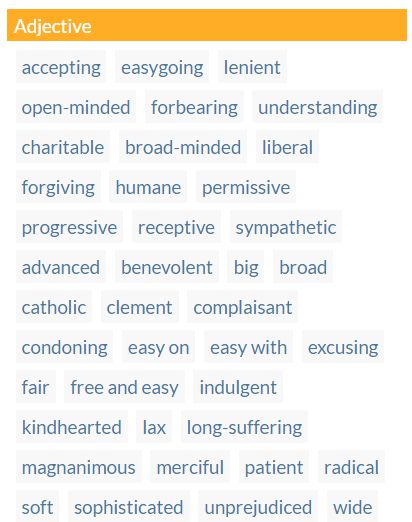 Adjective
accepting easygoing lenient
open-minded forbearing understanding
charitable broad-minded liberal
forgiving humane permissive
progressive receptive sympathetic
advanced benevolent big broad
catholic clement complaisant
condoning easy on easy with excusing
fair free and easy indulgent
kindhearted lax long-suffering
magnanimous merciful patient radical
soft sophisticated unprejudiced wide